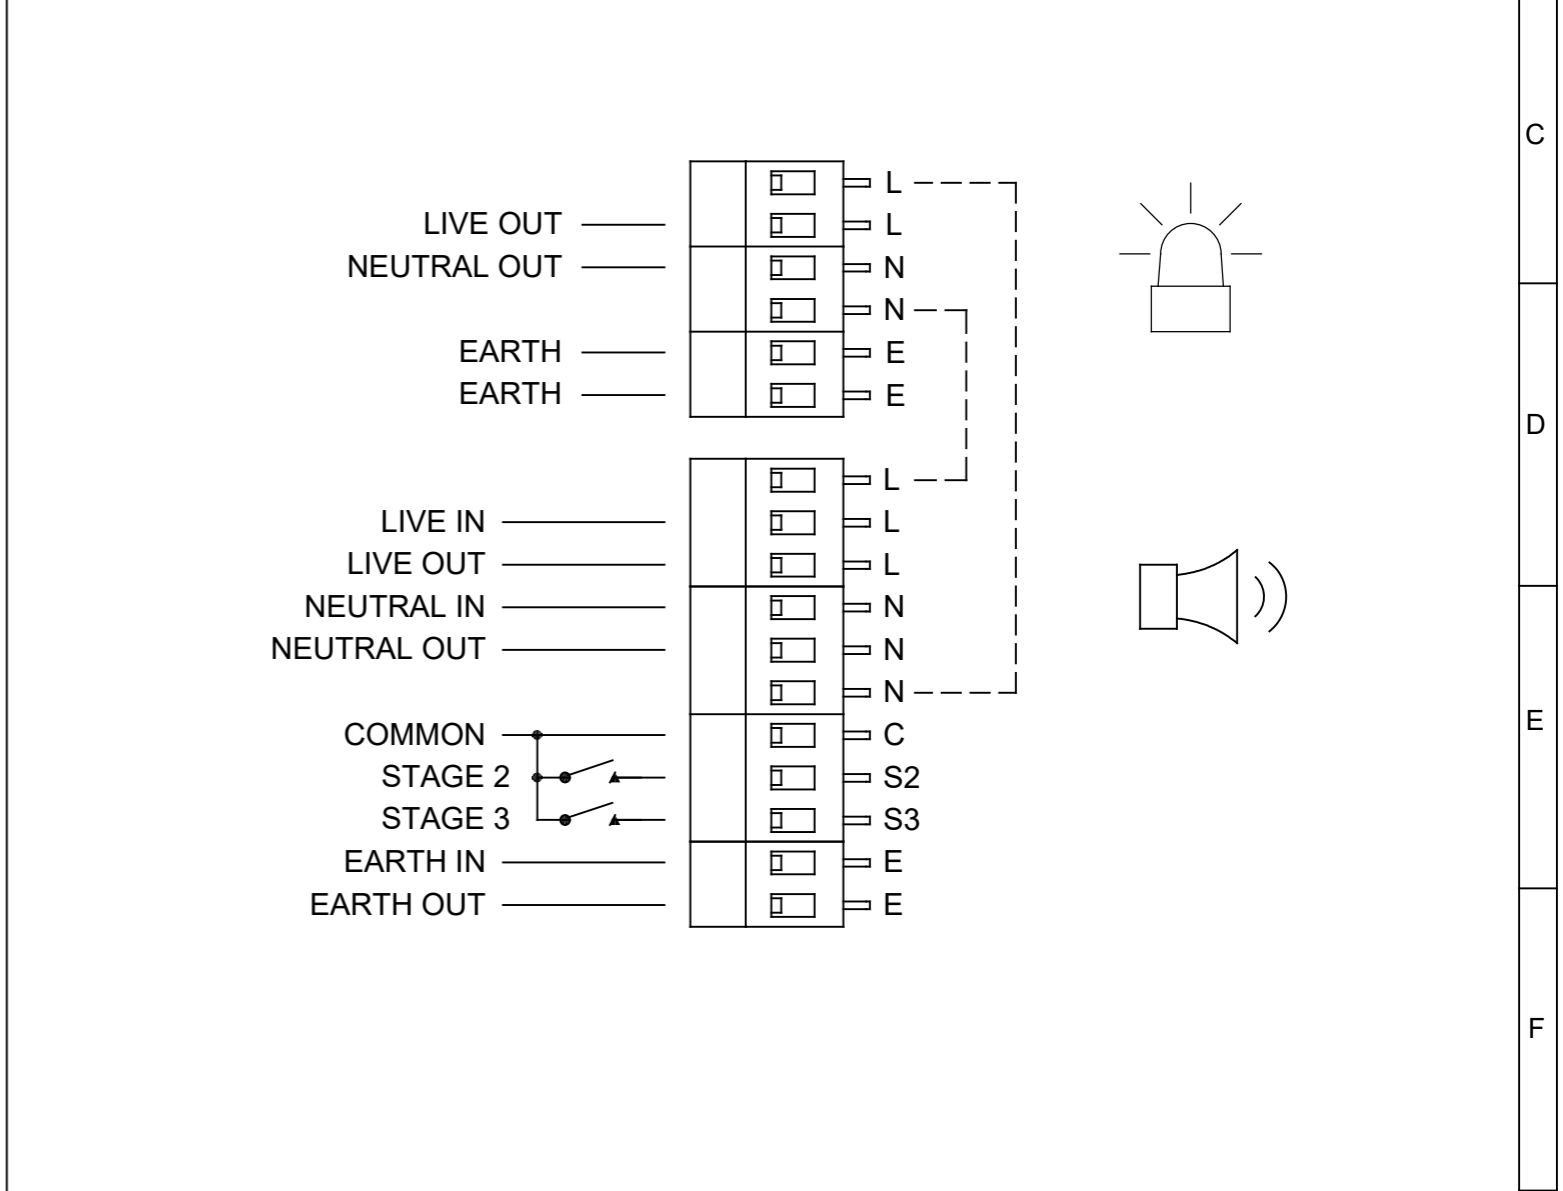 C
L
LIVE OUT L
NEUTRAL OUT N
N
EARTH E
EARTH E
D
L
LIVE IN L
LIVE OUT L
NEUTRAL IN N
NEUTRAL OUT N
N
E
COMMON C
STAGE 2 S2
STAGE 3 S3
EARTH IN E
EARTH OUT E
F